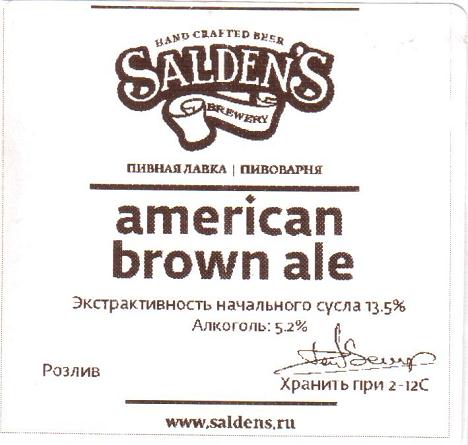 HAND CRAFTED BEER
SALDEN'S
BREWERY
ПИВНАЯ ЛАВКА | ПИВОВАРНЯ
american
brown ale
Экстрактивность начального сусла 13.5%
Алкоголь: 5.2%
Розлив
Хранить при 2-12С
www.saldens.ru